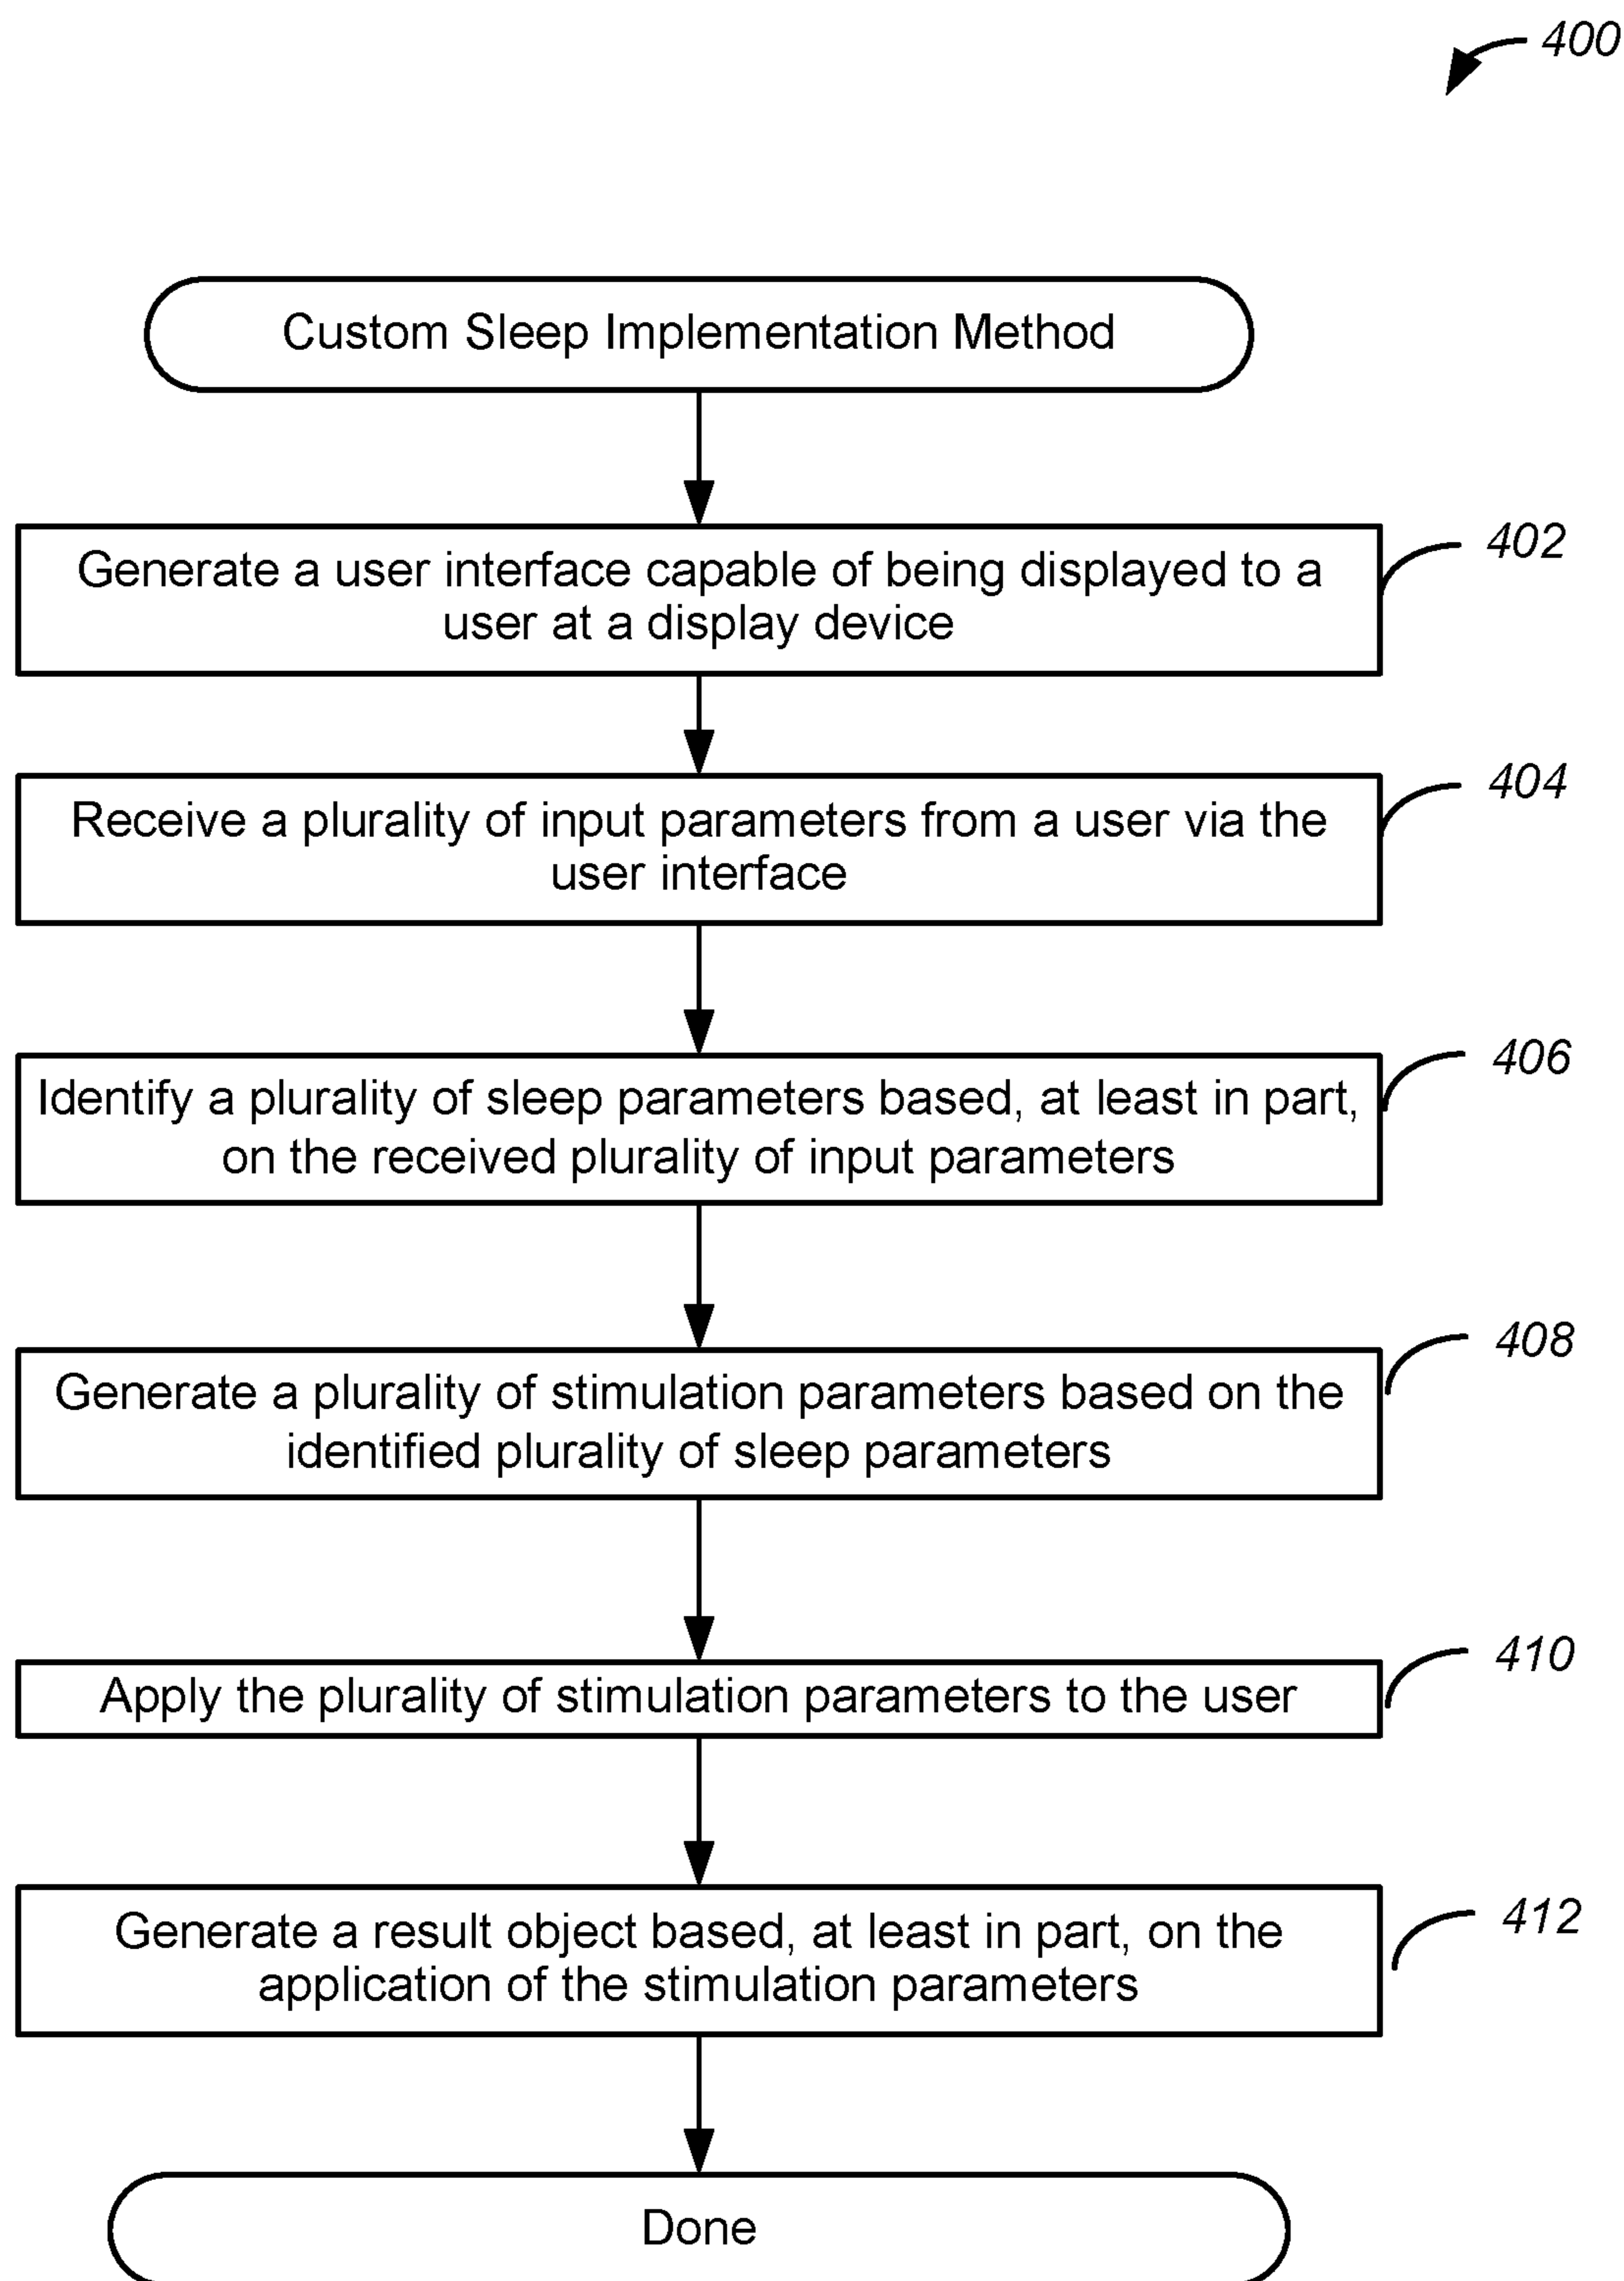 400
Custom Sleep Implementation Method
Generate a user interface capable of being displayed to a
user at a display device
402
Receive a plurality of input parameters from a user via the
user interface
404
Identify a plurality of sleep parameters based, at least in part,
on the received plurality of input parameters
406
Generate a plurality of stimulation parameters based on the
identified plurality of sleep parameters
408
Apply the plurality of stimulation parameters to the user
410
Generate a result object based, at least in part, on the
application of the stimulation parameters
412
Done